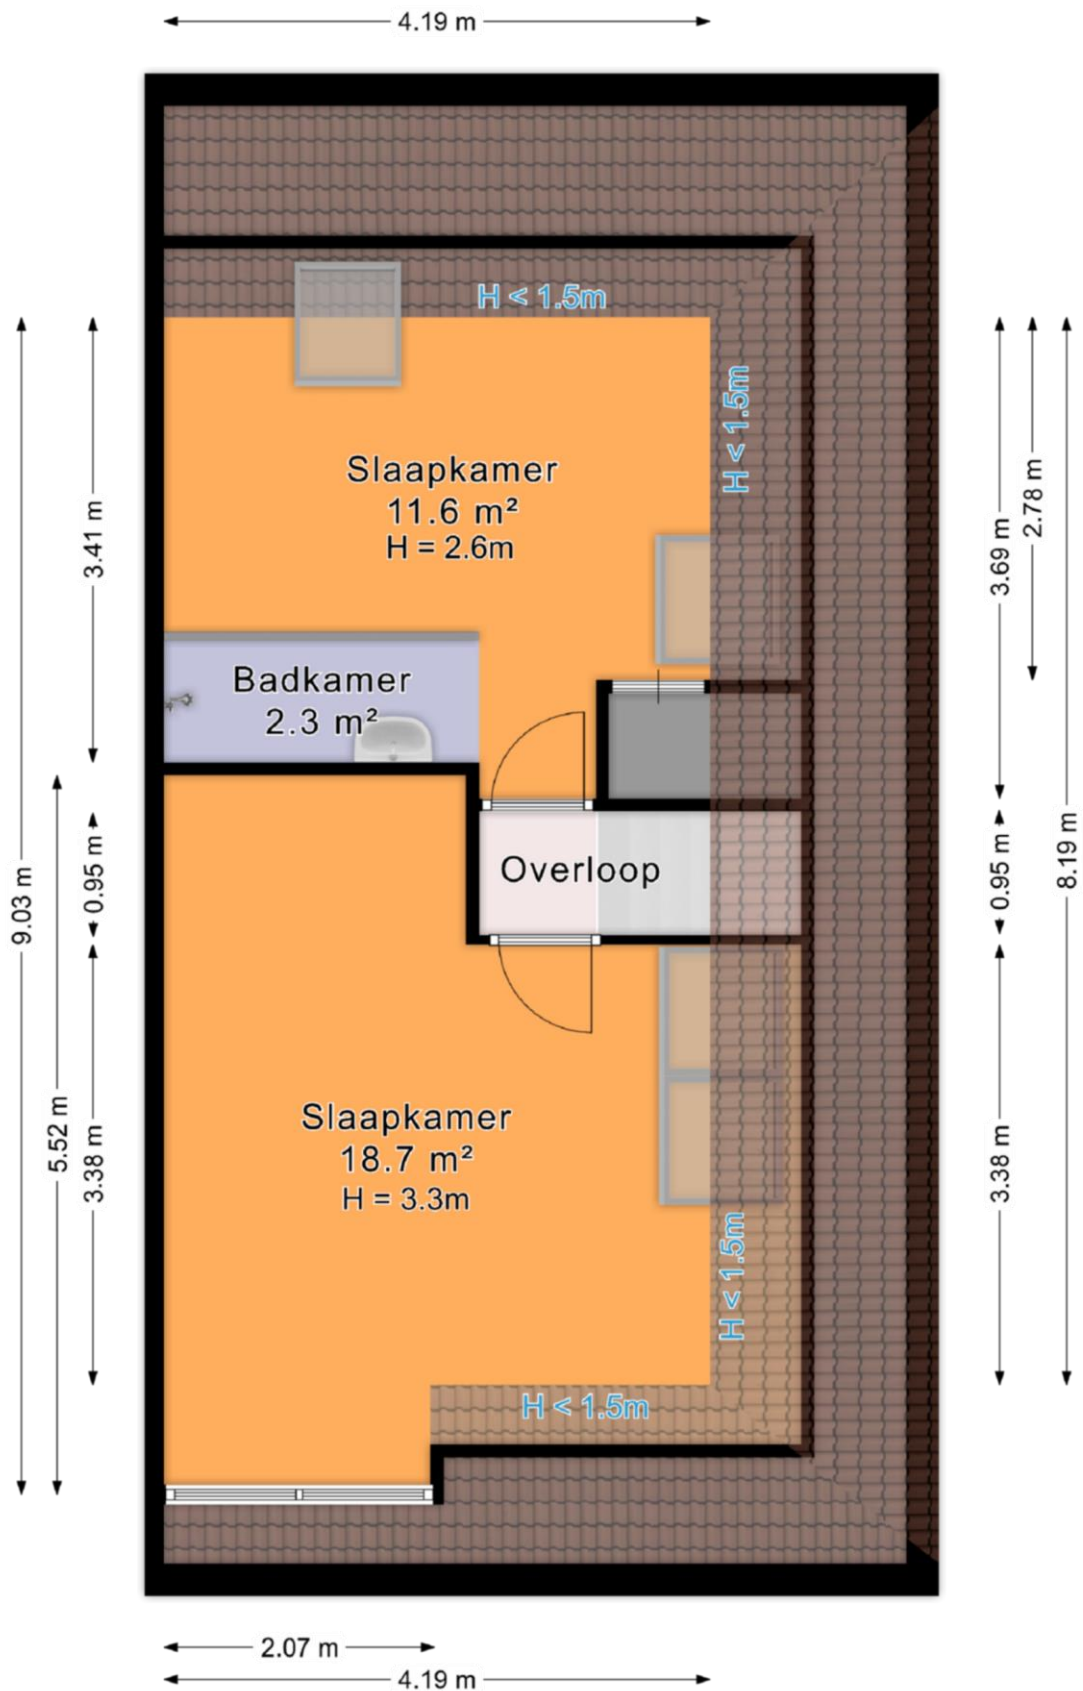 4.19 m
H < 1.5m
H < 1.5m
Slaapkamer
11.6 m²
H = 2.6m
3.41 m
2.78 m
3.69 m
Badkamer
2.3 m²
Overloop
9.03 m
0.95 m
0.95 m
8.19 m
Slaapkamer
18.7 m²
H = 3.3m
5.52 m
3.38 m
3.38 m
H < 1.5m
H < 1.5m
2.07 m
4.19 m